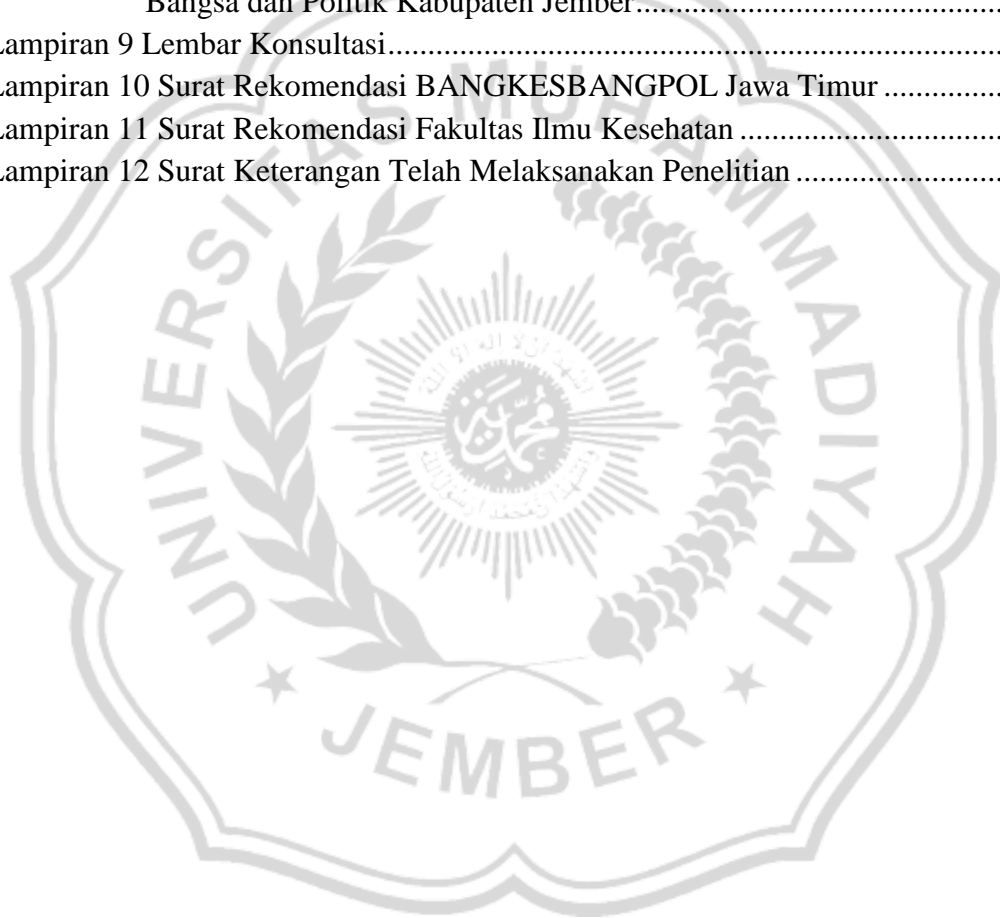 Bangsa dan Politik Kabupaten Jember..........................................
Lampiran 9 Lembar Konsultasi..............................................................................
Lampiran 10 Surat Rekomendasi BANGKESBANGPOL Jawa Timur ...............
Lampiran 11 Surat Rekomendasi Fakultas Ilmu Kesehatan .................................
Lampiran 12 Surat Keterangan Telah Melaksanakan Penelitian ..........................
UNIVERSITAS MUHAMMADIYAH
JEMBER